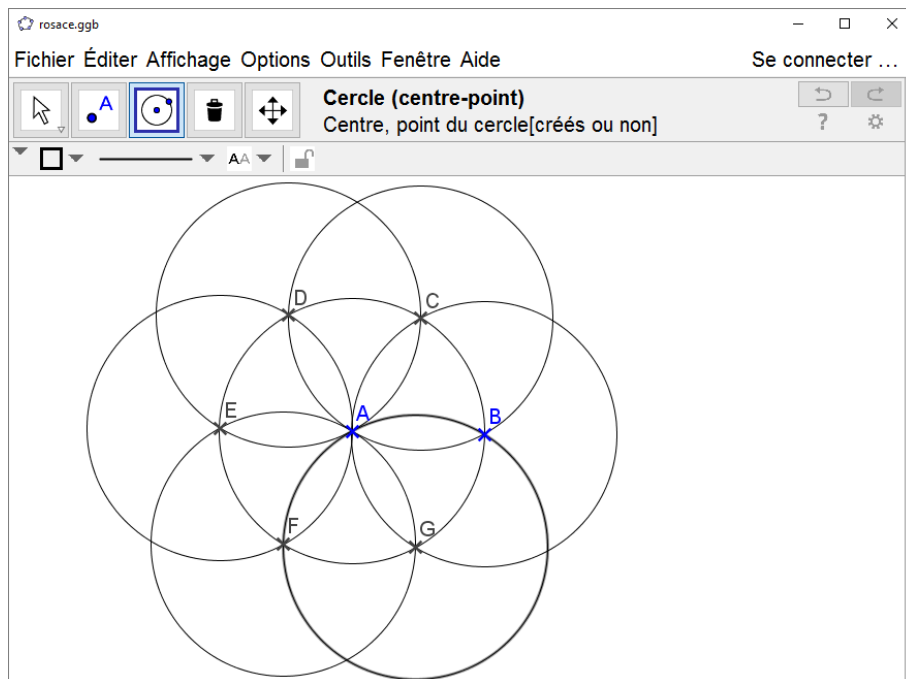 rosace.ggb
Fichier Éditer Affichage Options Outils Fenêtre Aide Se connecter ...
A
Cercle (centre-point)
Centre, point du cercle[créés ou non]
?
AA
D
C
E
A
B
F
G